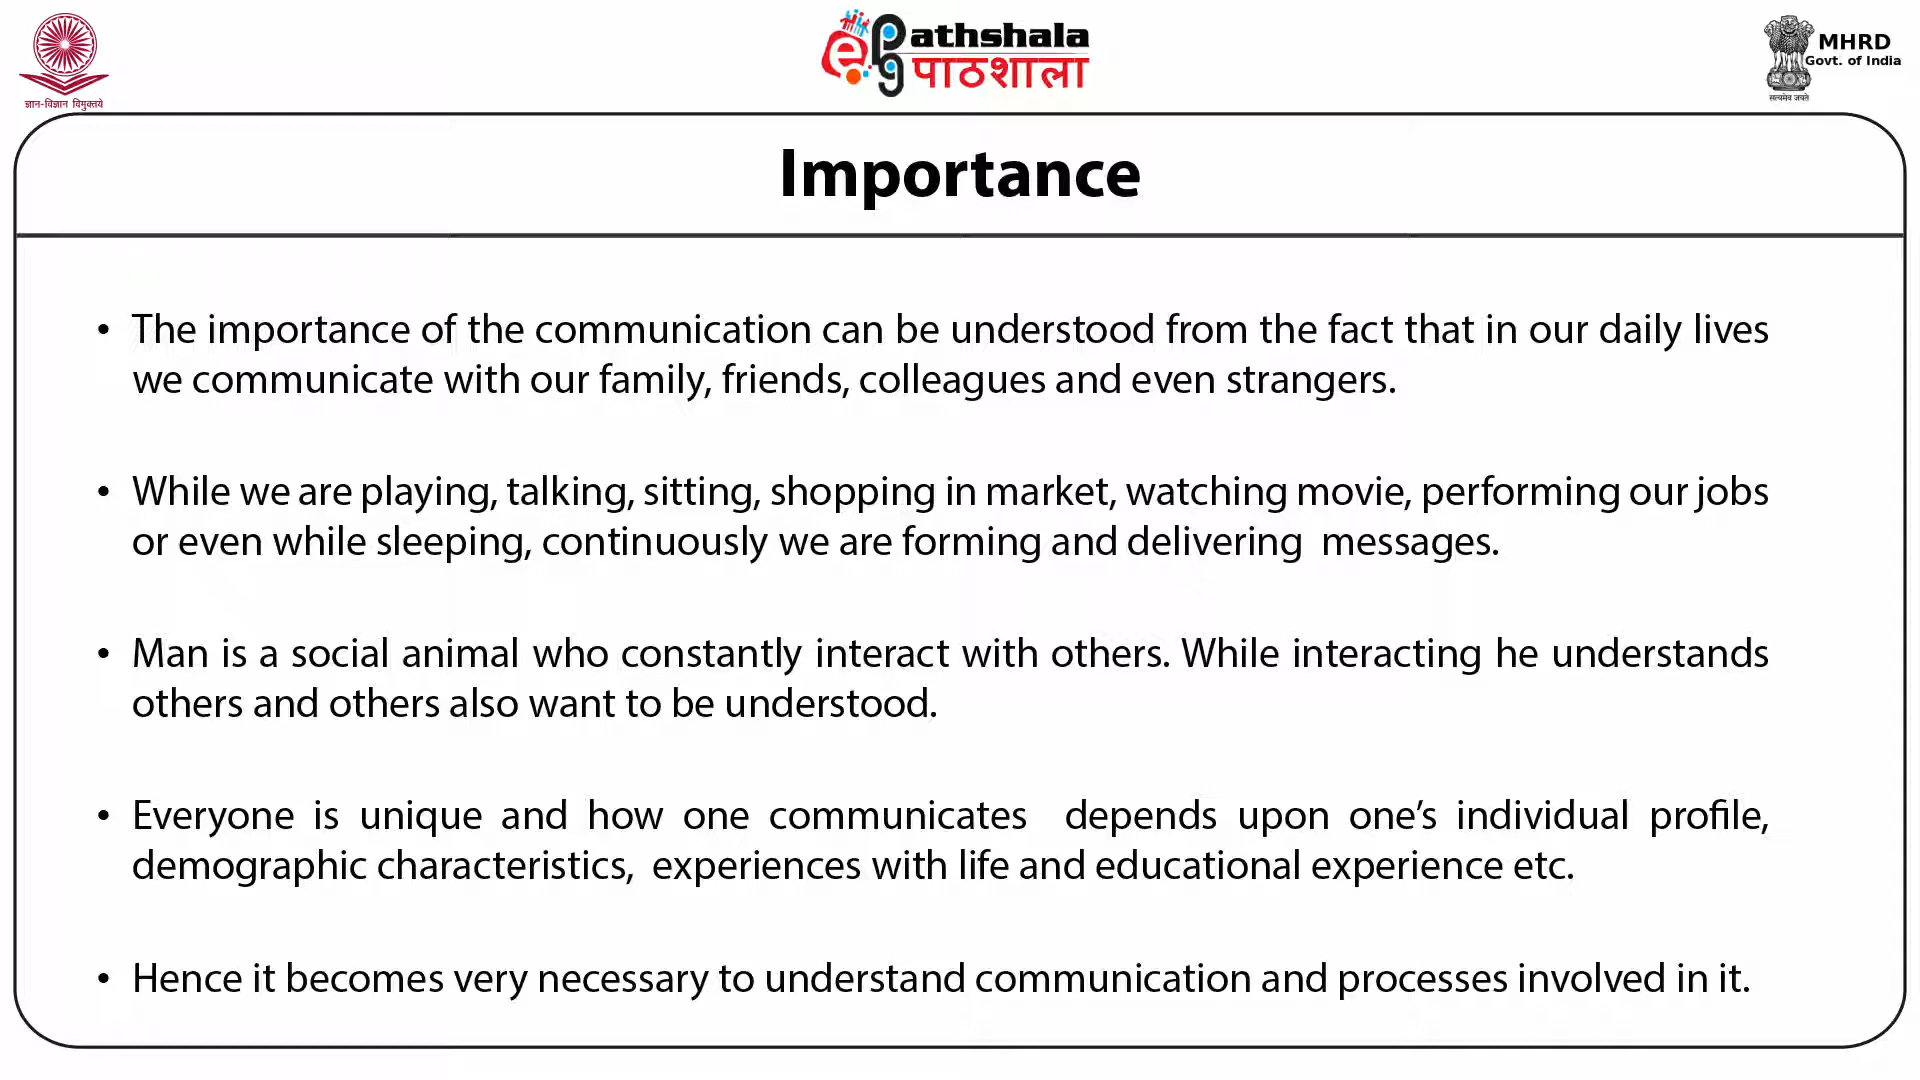 ज्ञान-विज्ञान विमुक्तये
athshala
पाठशाला
MHRD
Govt. of India
सत्यमेव जयते
Importance
• The importance of the communication can be understood from the fact that in our daily lives
we communicate with our family, friends, colleagues and even strangers.
• While we are playing, talking, sitting, shopping in market, watching movie, performing our jobs
or even while sleeping, continuously we are forming and delivering  messages.
• Man is a social animal who constantly interact with others. While interacting he understands
others and others also want to be understood.
• Everyone is unique and how one communicates  depends upon one’s individual profile,
demographic characteristics,  experiences with life and educational experience etc.
• Hence it becomes very necessary to understand communication and processes involved in it.